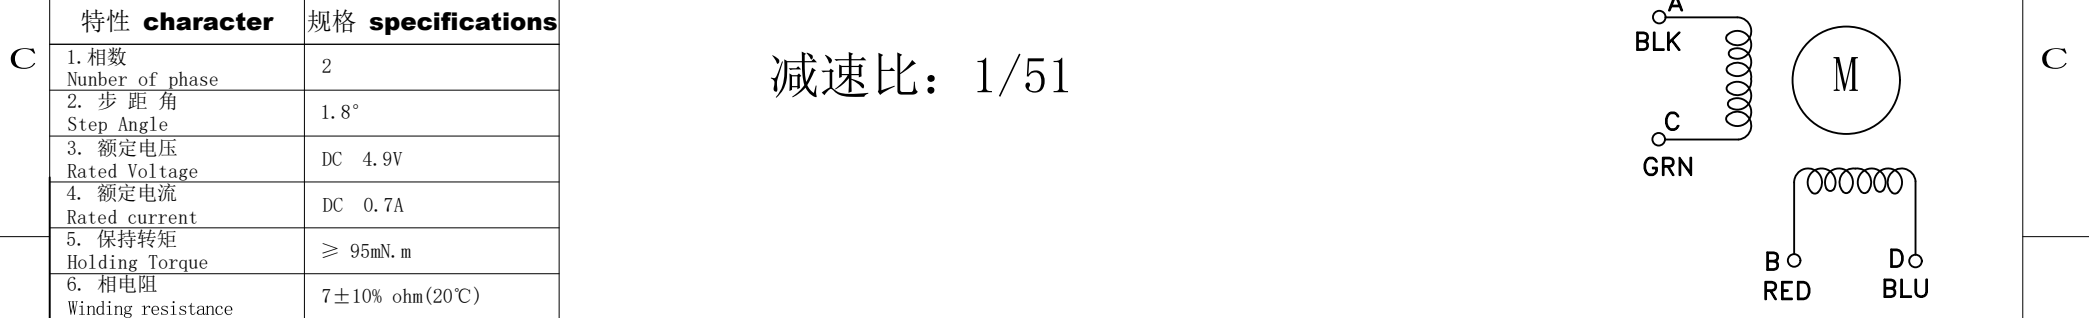 特性 character 规格 specifications
1.相数
Nunber of phase
2
2. 步 距 角
Step Angle
1.8°
3. 额定电压
Rated Voltage
DC 4.9V
4. 额定电流
Rated current
DC 0.7A
5. 保持转矩
Holding Torque
≥ 95mN.m
6. 相电阻
Winding resistance
7±10% ohm(20℃)
C
减速比: 1/51
A
BLK
M
C
GRN
B
RED
D
BLU
C